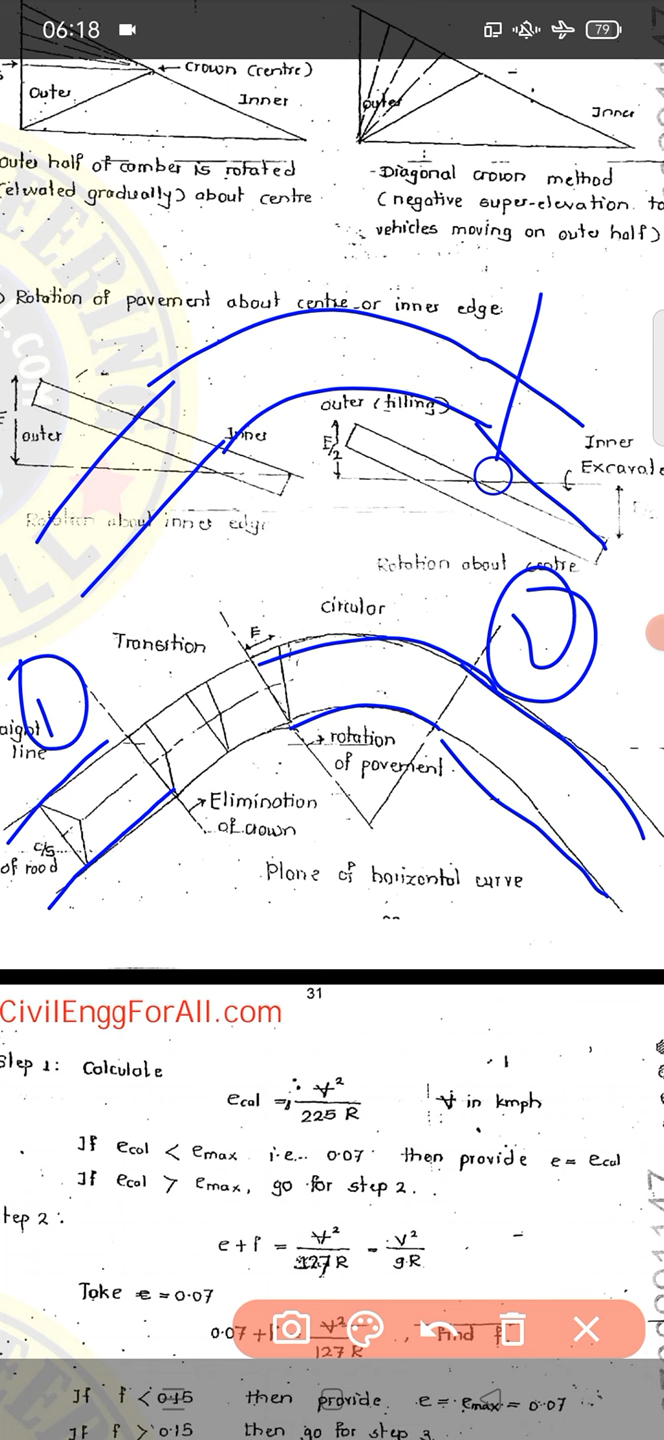 06:18
79
Crown (centre)
Outer
Inner
outer
Inner
outer half of camber is rotated
(elevated gradually) about centre
- Diagonal crown method
(negative super-elevation to
vehicles moving on outer half)
Rotation of pavement about centre or inner edge:
outer
Inner
outer (filling)
E/2
Inner
Rotation about inner edge
Rotation about centre
circular
Transition
E
1
2
line
rotation
of pavement
Elimination
of crown
c/s
of road
Plane of horizontal curve
31
CivilEnggForAll.com
Step 1: Calculate
ecal = V² / 225 R
V in kmph
If ecal < emax i.e.. 0.07 then provide e = ecal
If ecal > emax, go for step 2.
tep 2:
e + f = V² / 127 R = V² / gR
Take e = 0.07
0.07 + f V² / 127 R , find f
If f < 0.15 then provide e = emax = 0.07
If f > 0.15 then go for step 3